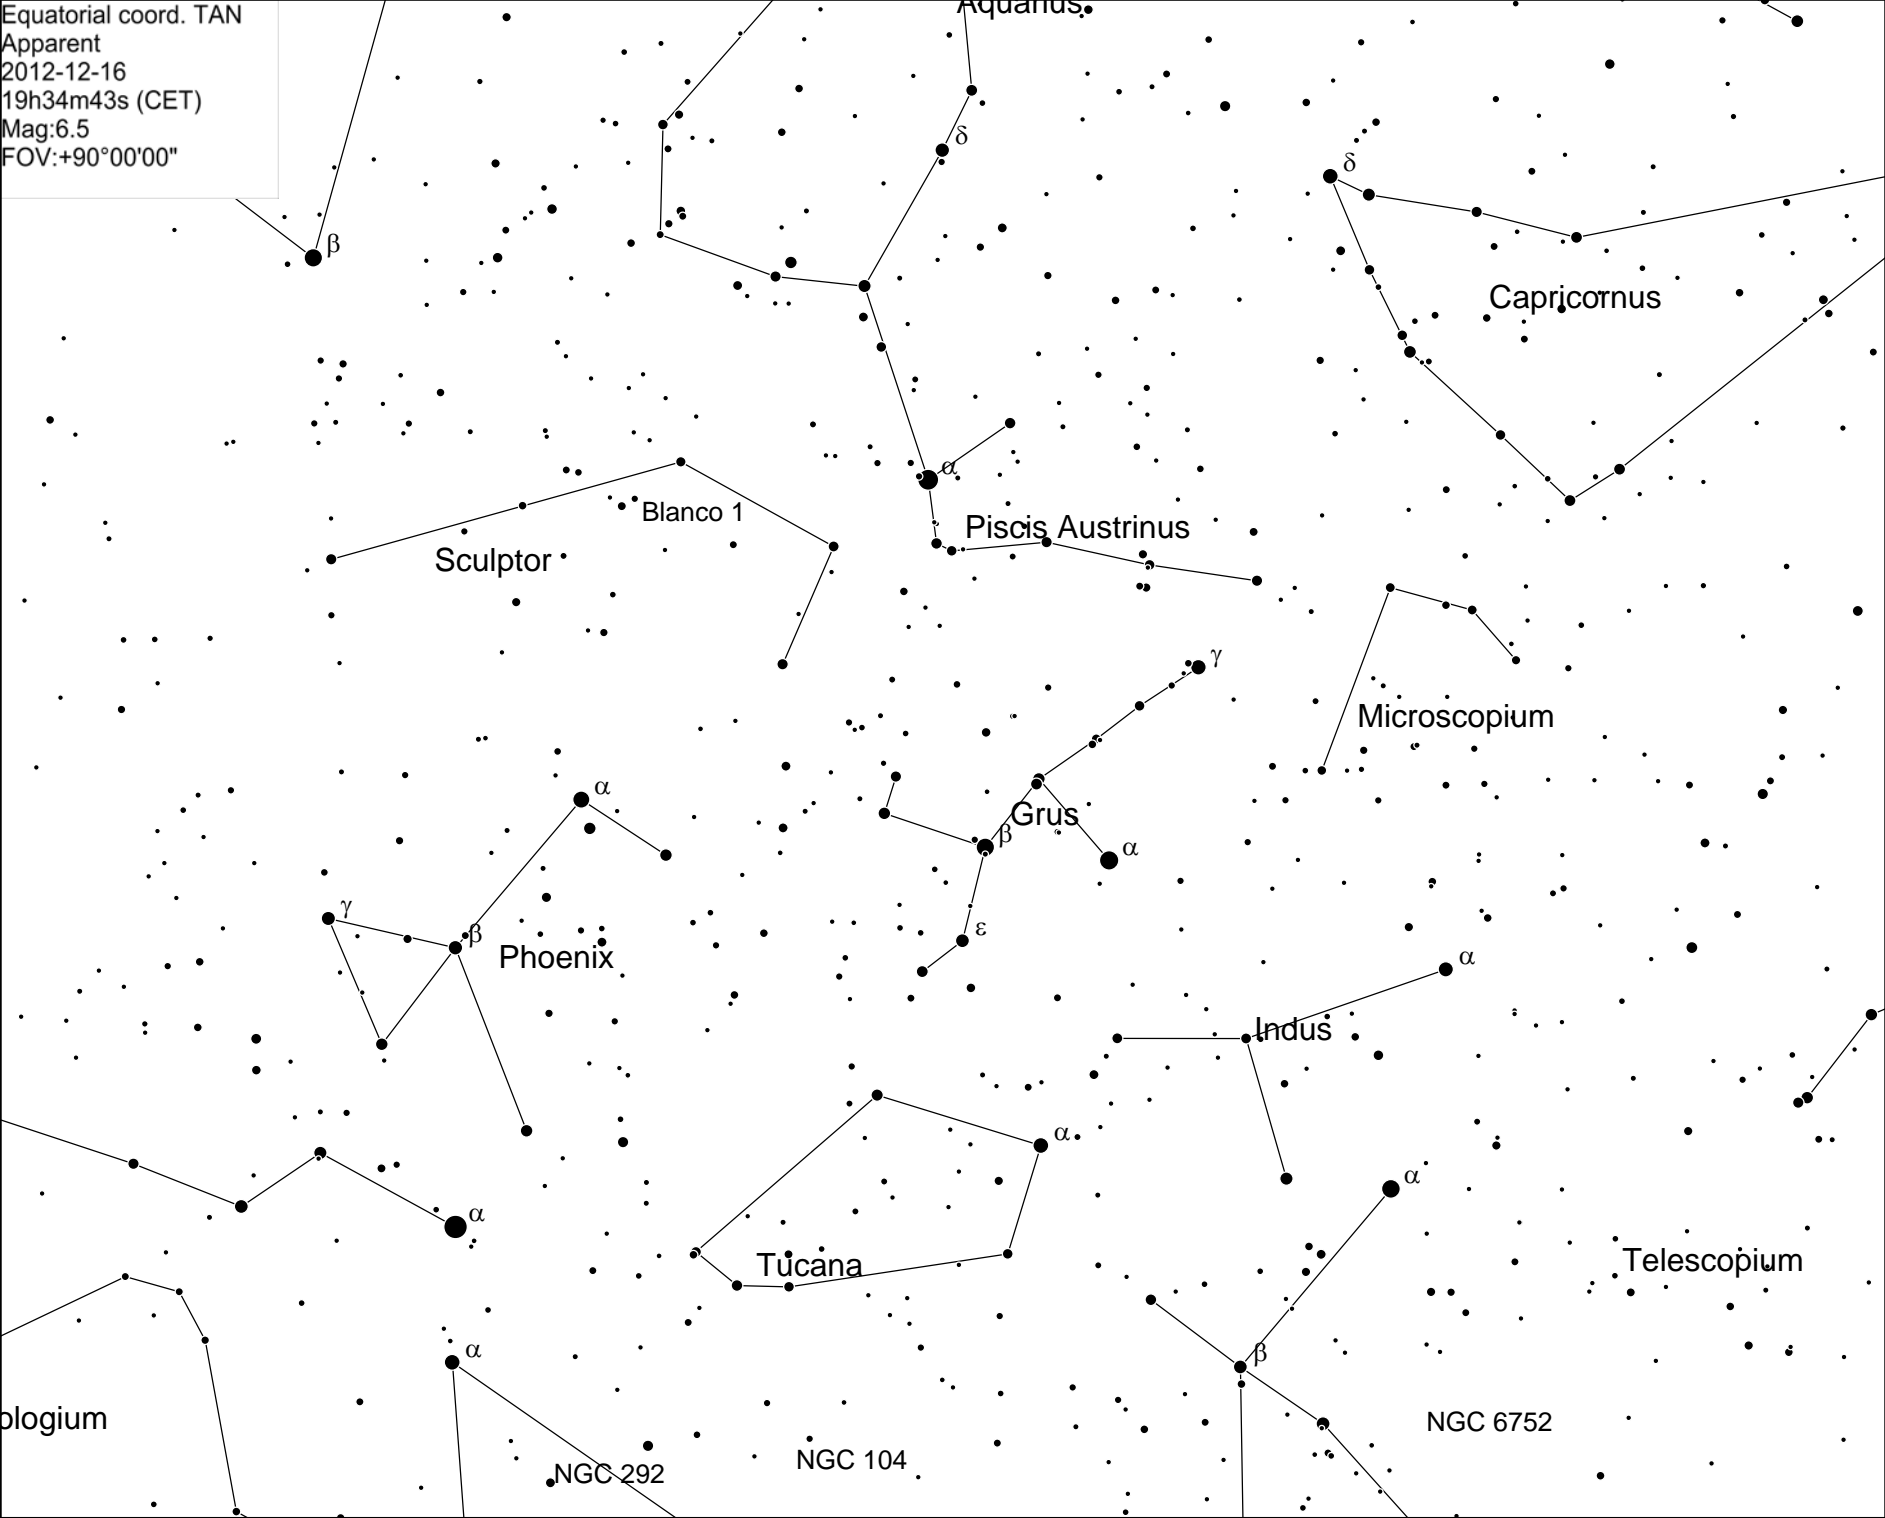 Equatorial coord. TAN
Apparent
2012-12-16
19h34m43s (CET)
Mag:6.5
FOV:+90°00'00"
Aquarius
δ
δ
β
Capricornus
α
Blanco 1
Piscis Austrinus
Sculptor
γ
Microscopium
α
Grus
β
α
γ
β
ε
Phoenix
α
Indus
α
α
α
Tucana
Telescopium
α
β
ologium
NGC 6752
NGC 104
NGC 292